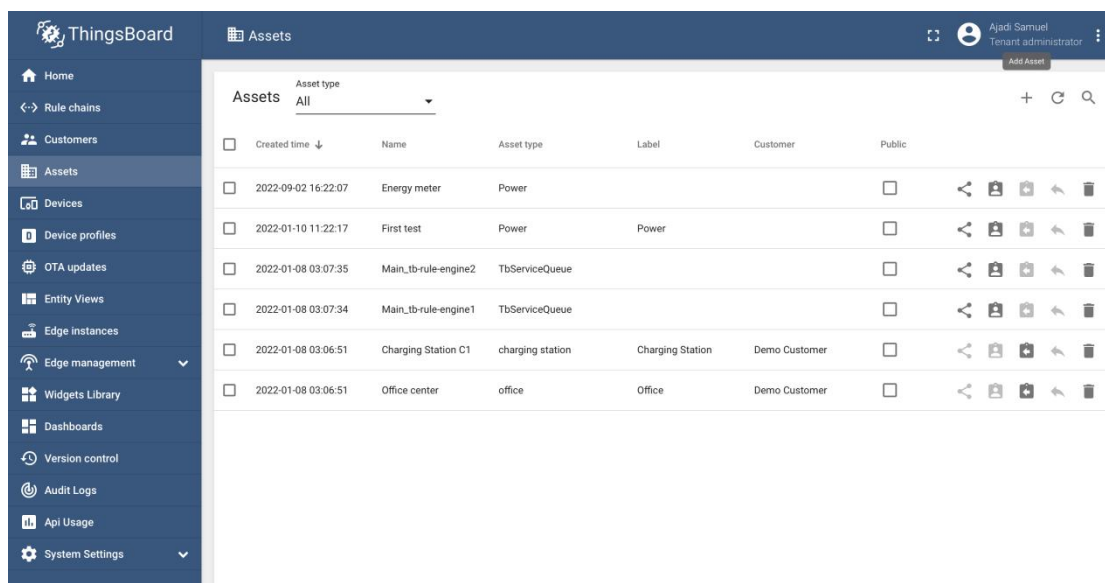 ThingsBoard
Assets
Ajadi Samuel
Tenant administrator
Add Asset
Home
Rule chains
Customers
Assets
Devices
Device profiles
OTA updates
Entity Views
Edge instances
Edge management
Widgets Library
Dashboards
Version control
Audit Logs
Api Usage
System Settings
Assets
Asset type
All
Created time Name Asset type Label Customer Public
2022-09-02 16:22:07 Energy meter Power
2022-01-10 11:22:17 First test Power Power
2022-01-08 03:07:35 Main_tb-rule-engine2 TbServiceQueue
2022-01-08 03:07:34 Main_tb-rule-engine1 TbServiceQueue
2022-01-08 03:06:51 Charging Station C1 charging station Charging Station Demo Customer
2022-01-08 03:06:51 Office center office Office Demo Customer